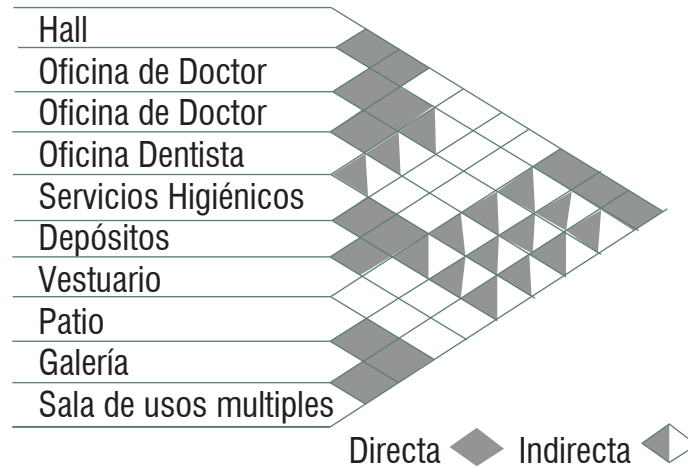 Hall
Oficina de Doctor
Oficina de Doctor
Oficina Dentista
Servicios Higiénicos
Depósitos
Vestuario
Patio
Galería
Sala de usos multiples
Directa Indirecta